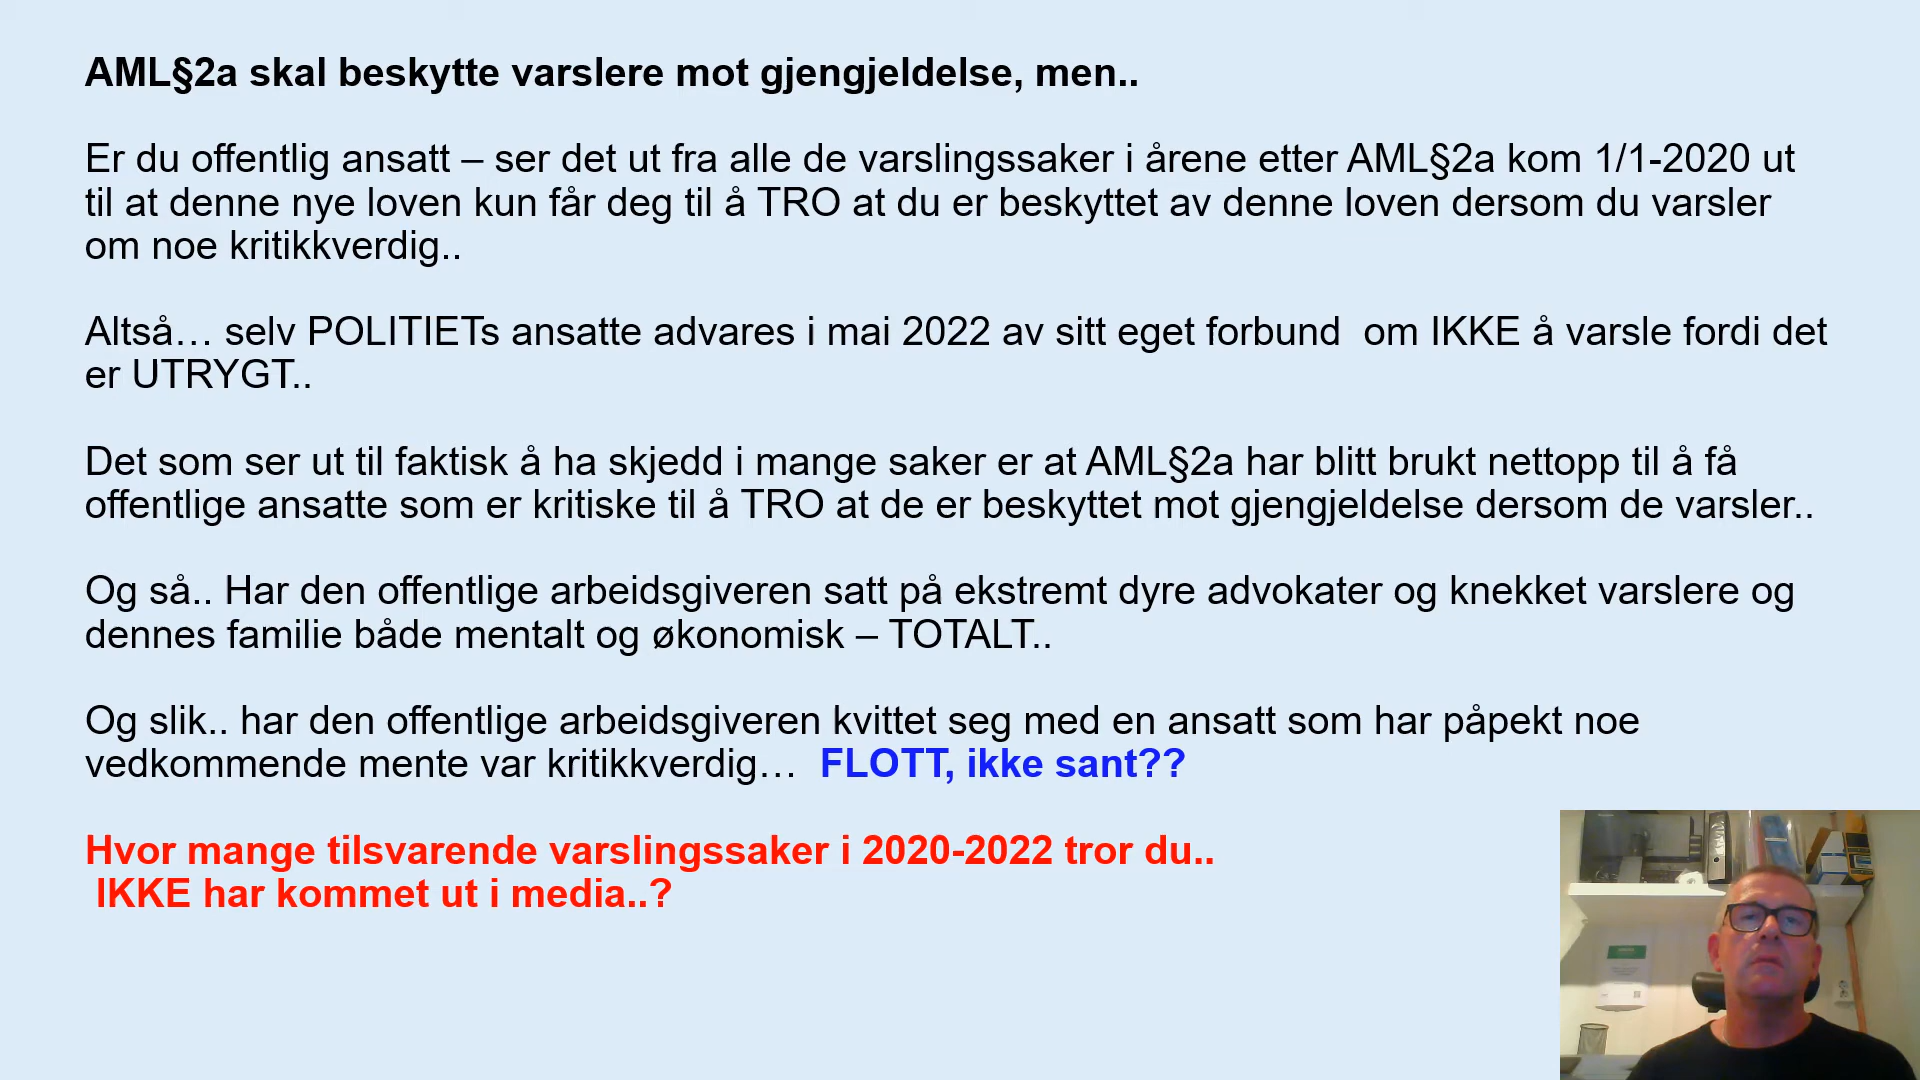 AML§2a skal beskytte varslere mot gjengjeldelse, men..
Er du offentlig ansatt – ser det ut fra alle de varslingssaker i årene etter AML§2a kom 1/1-2020 ut
til at denne nye loven kun får deg til å TRO at du er beskyttet av denne loven dersom du varsler
om noe kritikkverdig..
Altså… selv POLITIETs ansatte advares i mai 2022 av sitt eget forbund  om IKKE å varsle fordi det
er UTRYGT..
Det som ser ut til faktisk å ha skjedd i mange saker er at AML§2a har blitt brukt nettopp til å få
offentlige ansatte som er kritiske til å TRO at de er beskyttet mot gjengjeldelse dersom de varsler..
Og så.. Har den offentlige arbeidsgiveren satt på ekstremt dyre advokater og knekket varslere og
dennes familie både mentalt og økonomisk – TOTALT..
Og slik.. har den offentlige arbeidsgiveren kvittet seg med en ansatt som har påpekt noe
vedkommende mente var kritikkverdig…  FLOTT, ikke sant??
Hvor mange tilsvarende varslingssaker i 2020-2022 tror du..
IKKE har kommet ut i media..?